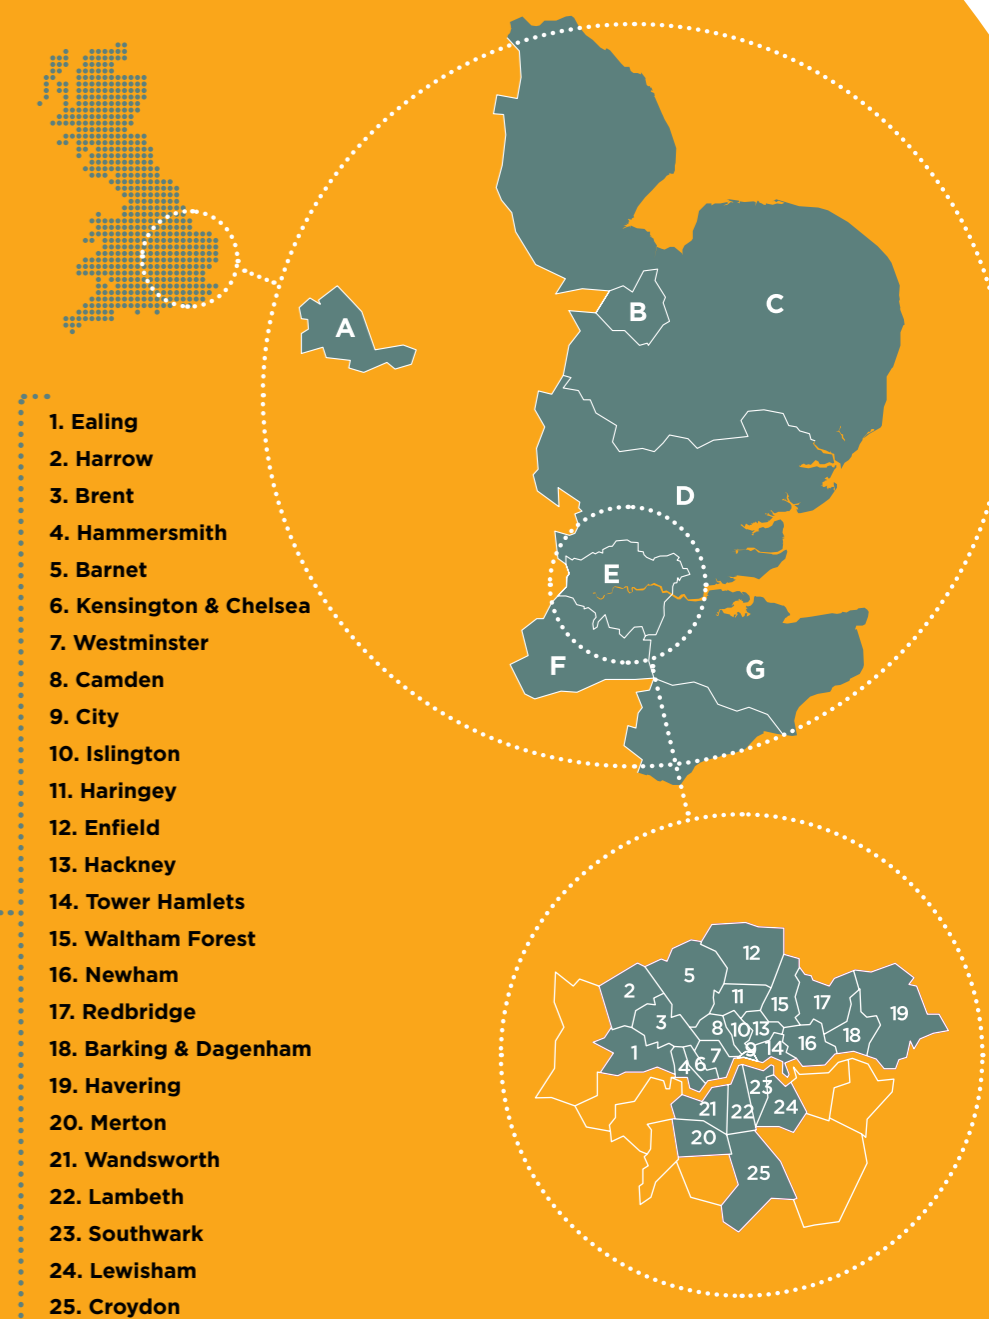 A
B
C
D
E
F
G
1. Ealing
2. Harrow
3. Brent
4. Hammersmith
5. Barnet
6. Kensington & Chelsea
7. Westminster
8. Camden
9. City
10. Islington
11. Haringey
12. Enfield
13. Hackney
14. Tower Hamlets
15. Waltham Forest
16. Newham
17. Redbridge
18. Barking & Dagenham
19. Havering
20. Merton
21. Wandsworth
22. Lambeth
23. Southwark
24. Lewisham
25. Croydon
12
5
2
11
15
17
19
3
8
10
13
18
16
1
7
9
14
4
6
23
21
22
24
20
25